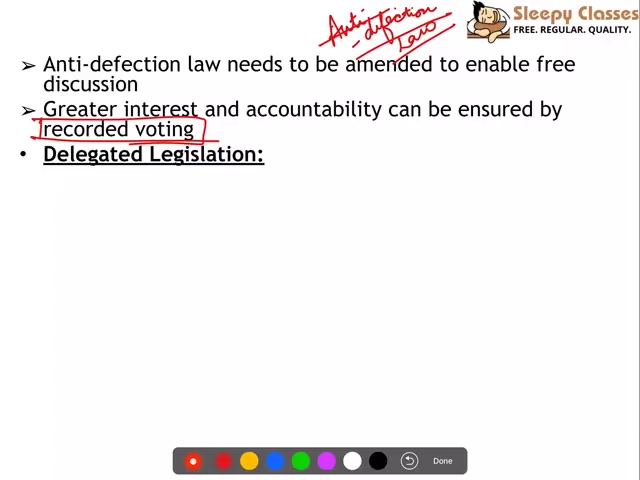 Anti
-defection
Law
Sleepy Classes
FREE. REGULAR. QUALITY.
➢ Anti-defection law needs to be amended to enable free
discussion
➢ Greater interest and accountability can be ensured by
recorded voting
• Delegated Legislation:
Done